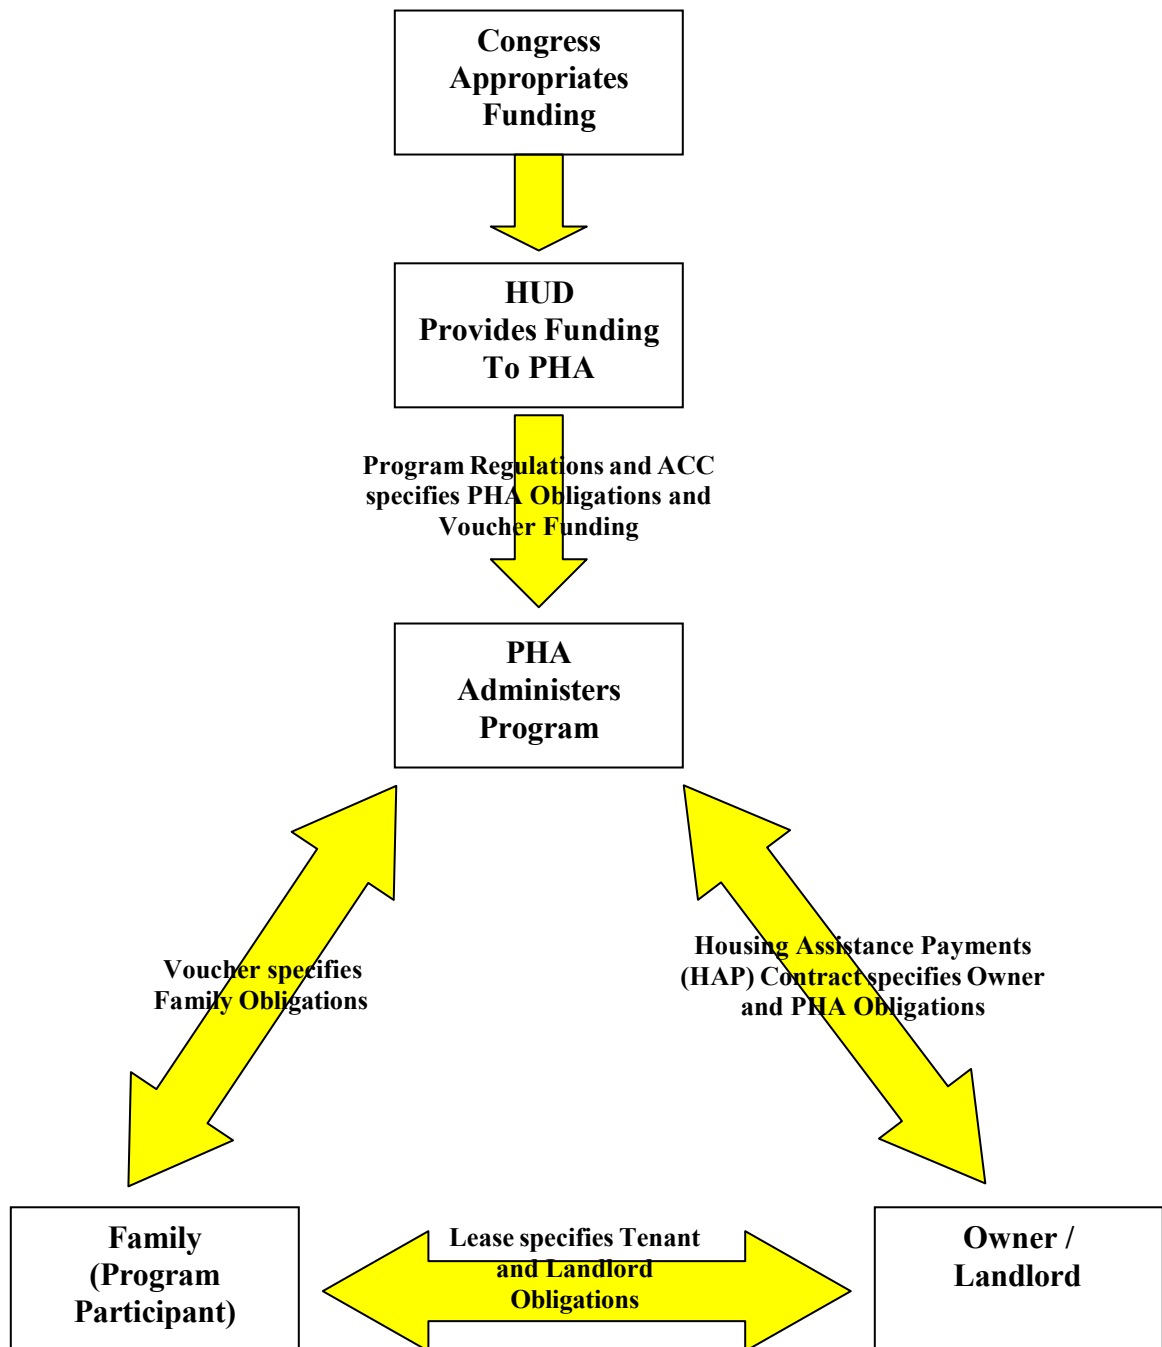 Congress
Appropriates
Funding
HUD
Provides Funding
To PHA
Program Regulations and ACC
specifies PHA Obligations and
Voucher Funding
PHA
Administers
Program
Voucher specifies
Family Obligations
Housing Assistance Payments
(HAP) Contract specifies Owner
and PHA Obligations
Family
(Program
Participant)
Lease specifies Tenant
and Landlord
Obligations
Owner /
Landlord